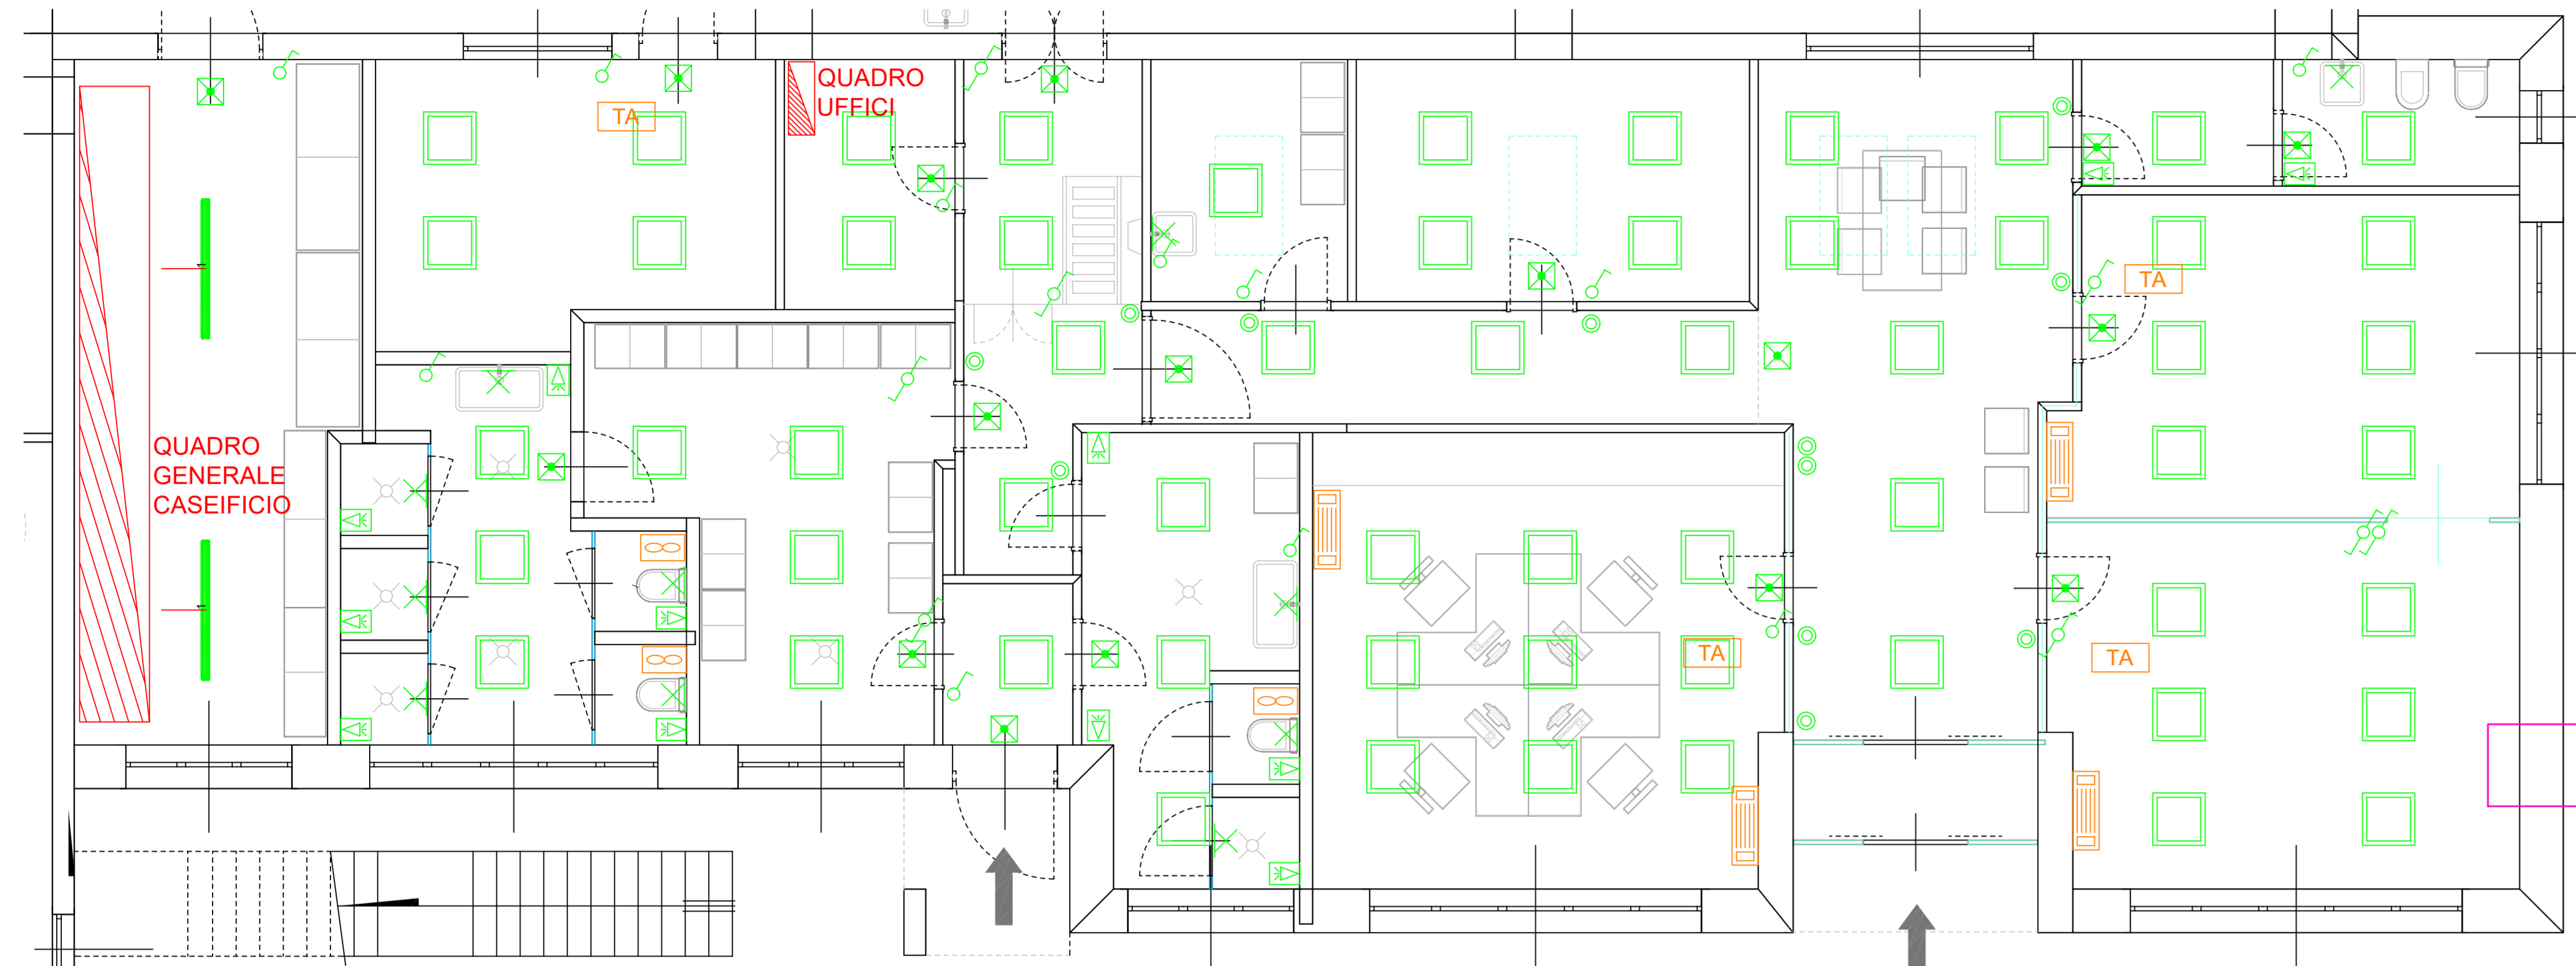 QUADRO
UFFICI
TA
TA
QUADRO
GENERALE
CASEIFICIO
TA
TA